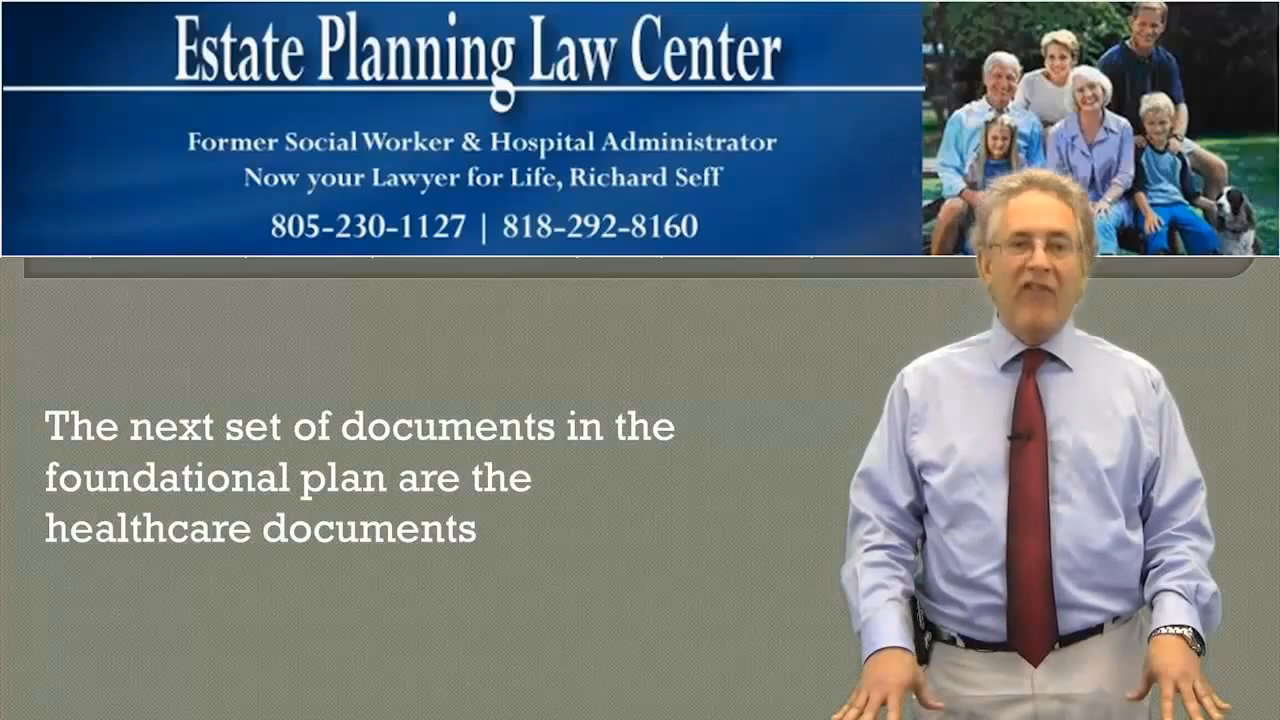 Estate Planning Law Center
Former Social Worker & Hospital Administrator
Now your Lawyer for Life, Richard Seff
805-230-1127 | 818-292-8160
The next set of documents in the
foundational plan are the
healthcare documents